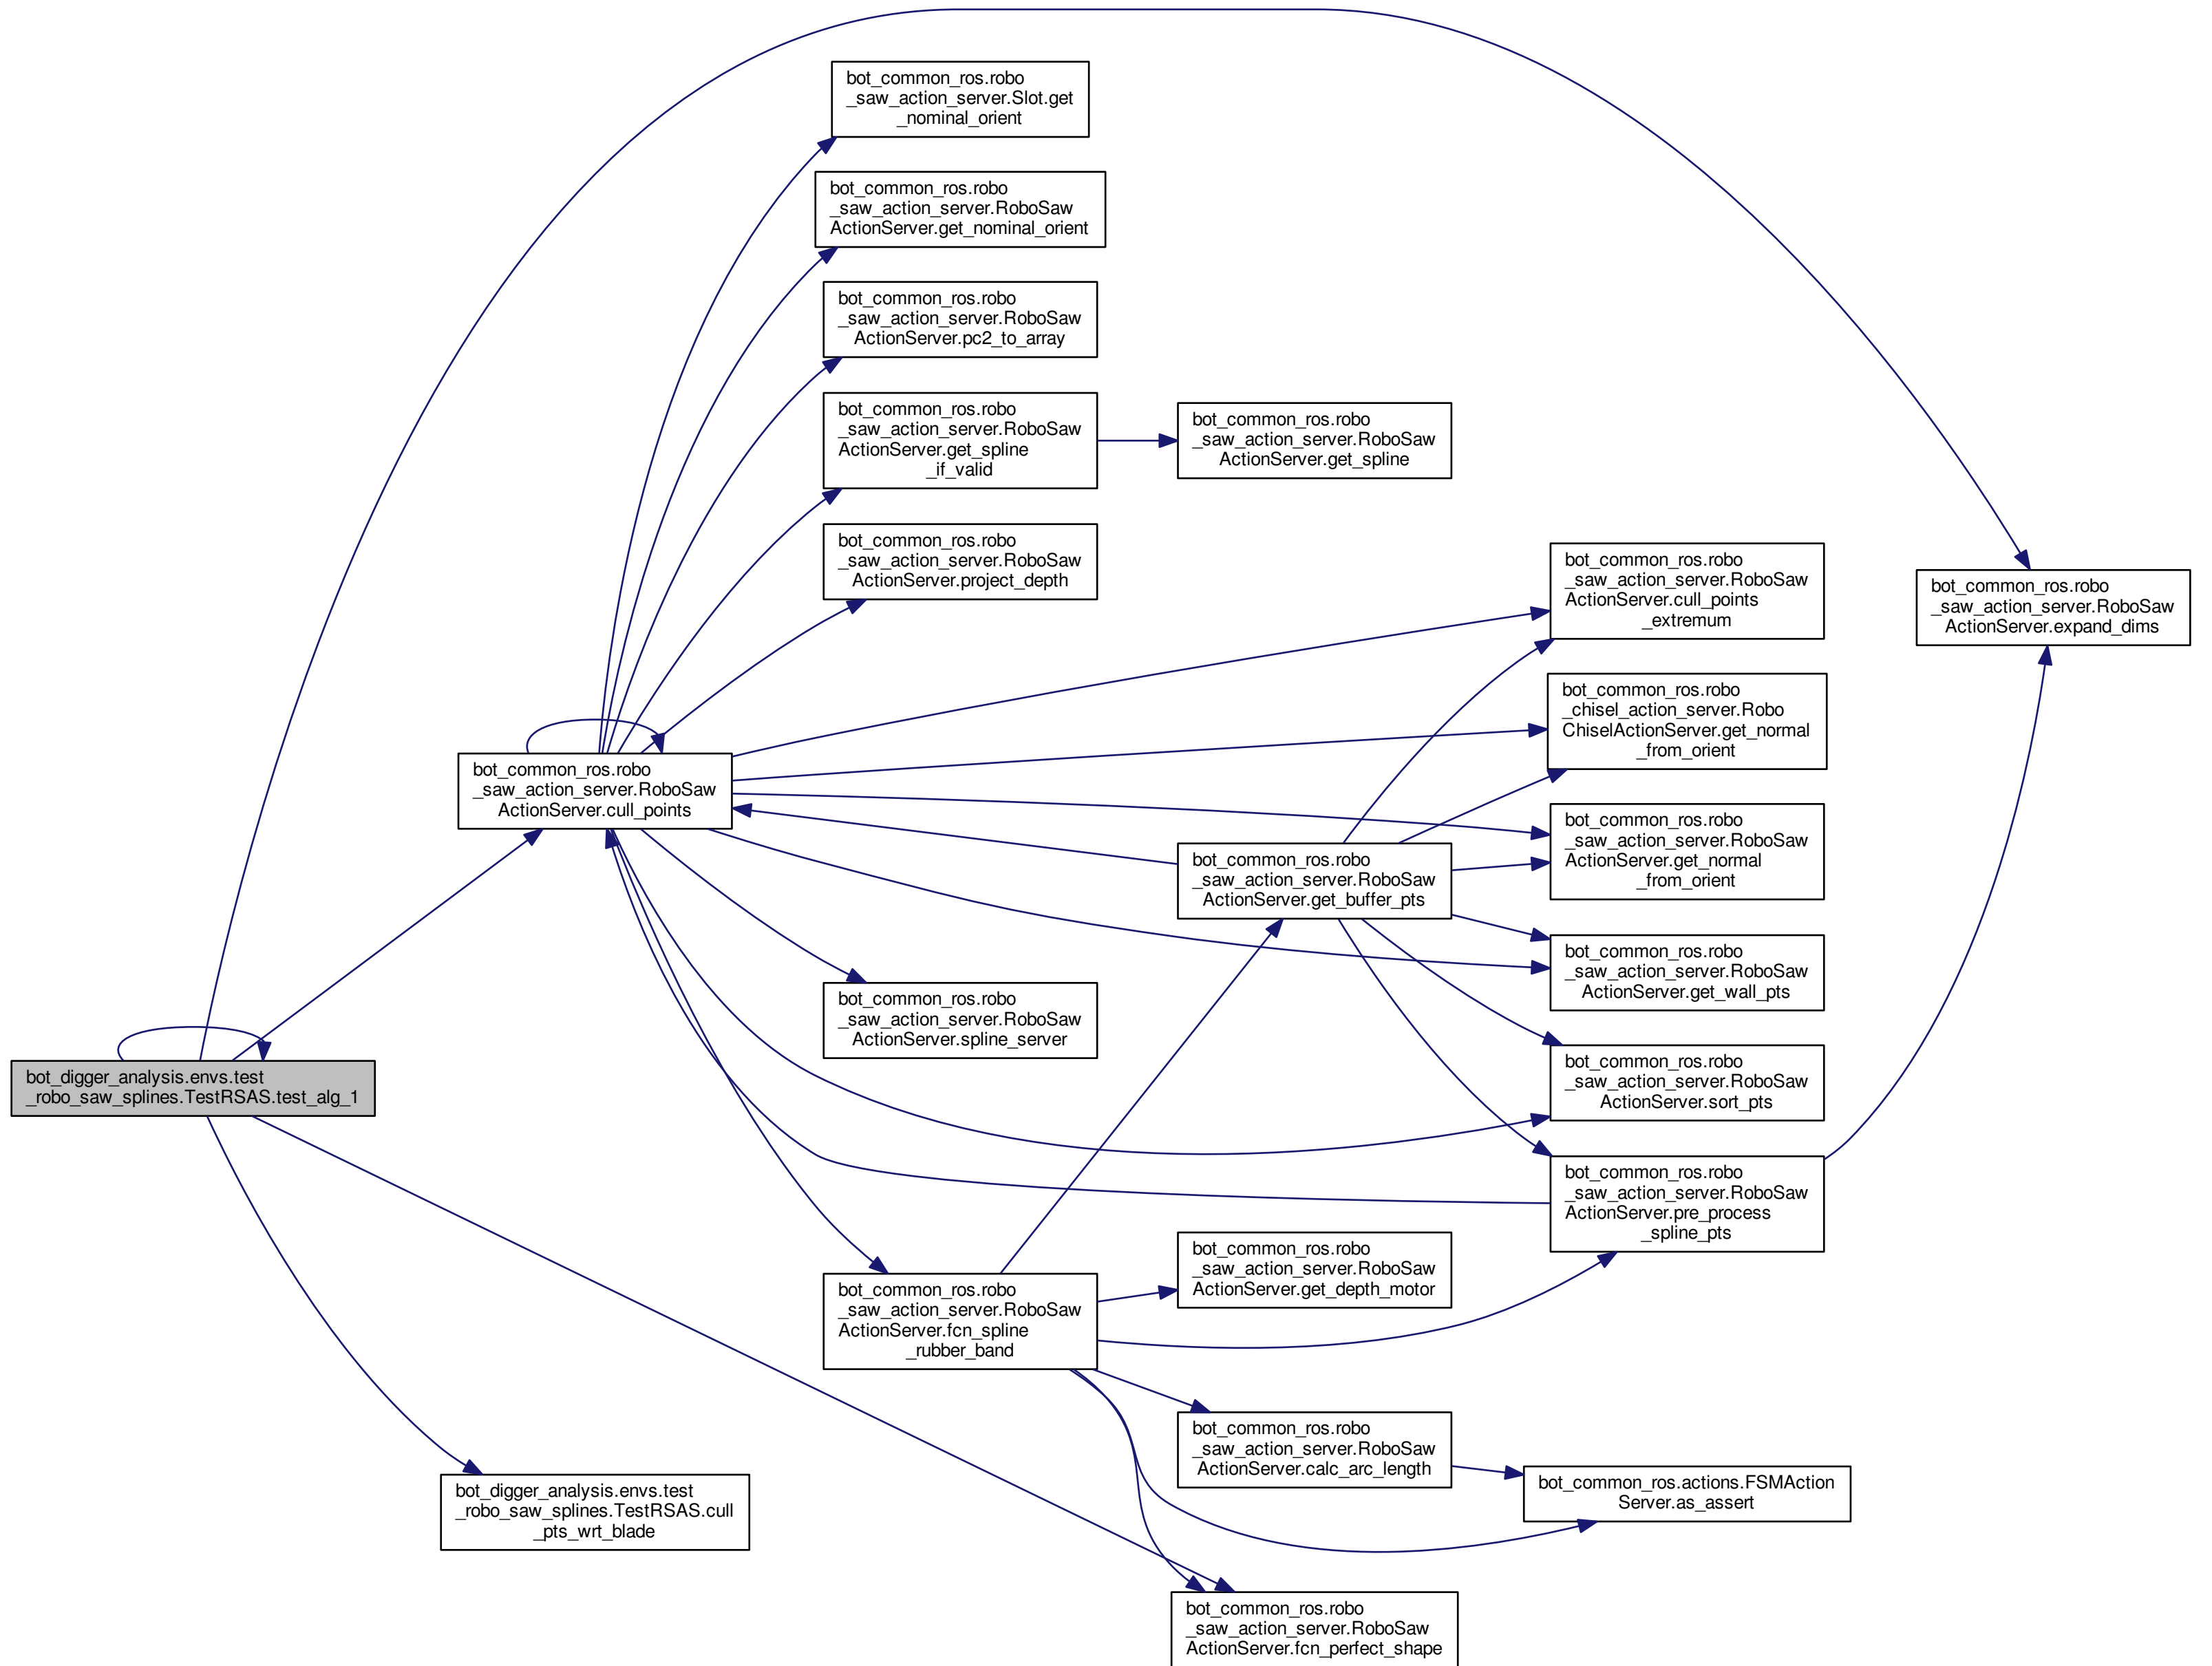 bot_common_ros.robo
_saw_action_server.Slot.get
_nominal_orient
bot_common_ros.robo
_saw_action_server.RoboSaw
ActionServer.get_nominal_orient
bot_common_ros.robo
_saw_action_server.RoboSaw
ActionServer.pc2_to_array
bot_common_ros.robo
_saw_action_server.RoboSaw
ActionServer.get_spline
_if_valid
bot_common_ros.robo
_saw_action_server.RoboSaw
ActionServer.get_spline
bot_common_ros.robo
_saw_action_server.RoboSaw
ActionServer.project_depth
bot_common_ros.robo
_saw_action_server.RoboSaw
ActionServer.cull_points
_extremum
bot_common_ros.robo
_saw_action_server.RoboSaw
ActionServer.expand_dims
bot_common_ros.robo
_chisel_action_server.Robo
ChiselActionServer.get_normal
_from_orient
bot_common_ros.robo
_saw_action_server.RoboSaw
ActionServer.cull_points
bot_common_ros.robo
_saw_action_server.RoboSaw
ActionServer.get_normal
_from_orient
bot_common_ros.robo
_saw_action_server.RoboSaw
ActionServer.get_buffer_pts
bot_common_ros.robo
_saw_action_server.RoboSaw
ActionServer.get_wall_pts
bot_common_ros.robo
_saw_action_server.RoboSaw
ActionServer.spline_server
bot_common_ros.robo
_saw_action_server.RoboSaw
ActionServer.sort_pts
bot_digger_analysis.envs.test
_robo_saw_splines.TestRSAS.test_alg_1
bot_common_ros.robo
_saw_action_server.RoboSaw
ActionServer.pre_process
_spline_pts
bot_common_ros.robo
_saw_action_server.RoboSaw
ActionServer.get_depth_motor
bot_common_ros.robo
_saw_action_server.RoboSaw
ActionServer.fcn_spline
_rubber_band
bot_common_ros.robo
_saw_action_server.RoboSaw
ActionServer.calc_arc_length
bot_common_ros.actions.FSMAction
Server.as_assert
bot_digger_analysis.envs.test
_robo_saw_splines.TestRSAS.cull
_pts_wrt_blade
bot_common_ros.robo
_saw_action_server.RoboSaw
ActionServer.fcn_perfect_shape